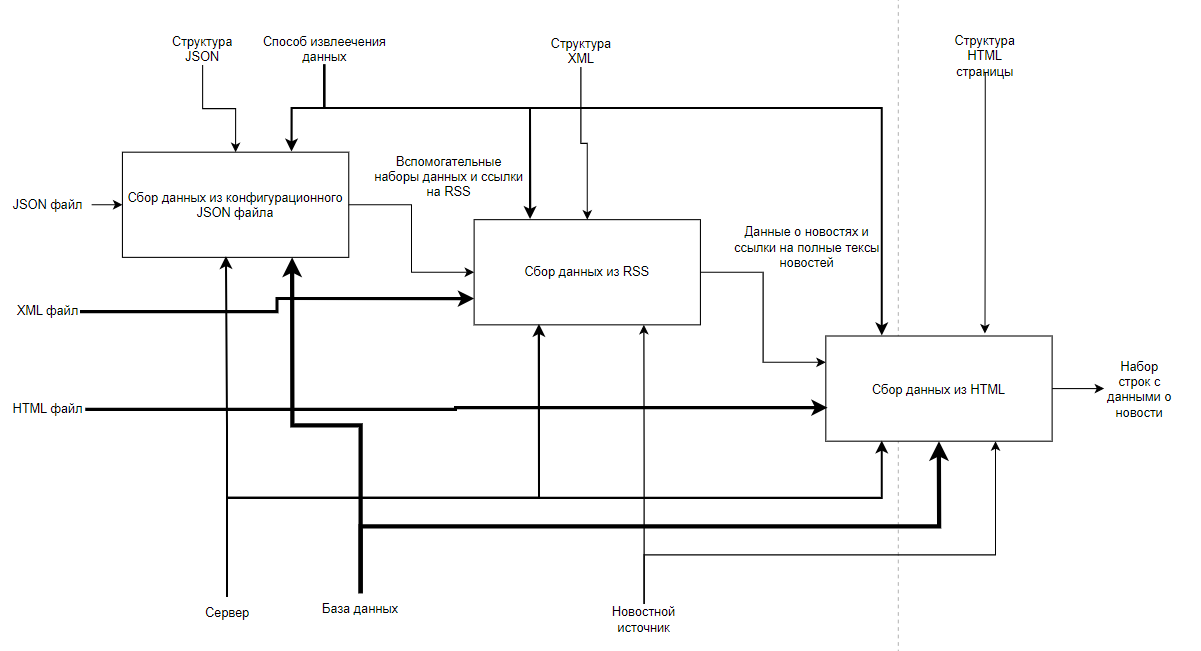 Структура
JSON
Способ извлеечения
данных
Структура
XML
Структура
HTML
страницы
Вспомогательные
наборы данных и ссылки
на RSS
JSON файл
Сбор данных из конфигурационного
JSON файла
Данные о новостях и
ссылки на полные тексы
новостей
Сбор данных из RSS
XML файл
HTML файл
Сбор данных из HTML
Набор
строк с
данными о
новости
Сервер
База данных
Новостной
источник